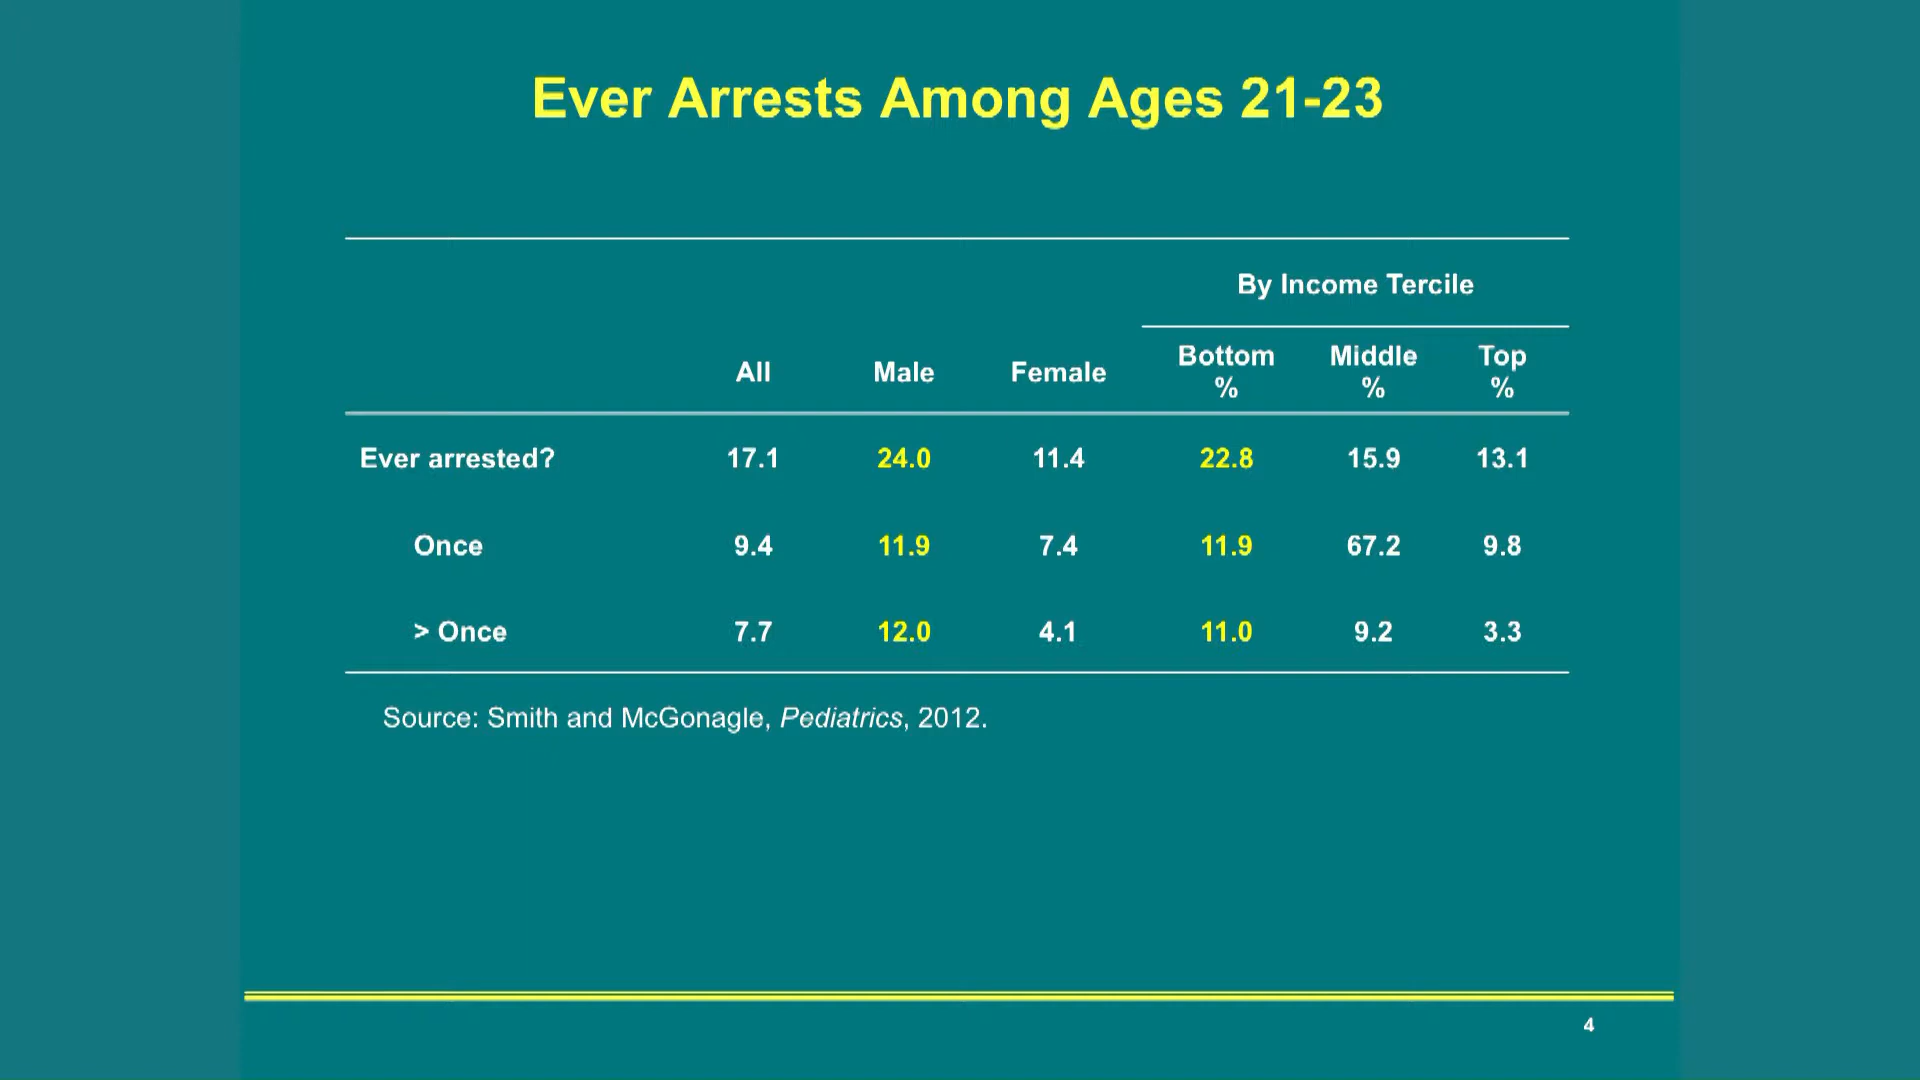 Ever Arrests Among Ages 21-23
By Income Tercile
All Male Female Bottom % Middle % Top %
Ever arrested? 17.1 24.0 11.4 22.8 15.9 13.1
Once 9.4 11.9 7.4 11.9 67.2 9.8
> Once 7.7 12.0 4.1 11.0 9.2 3.3
Source: Smith and McGonagle, Pediatrics, 2012.
4